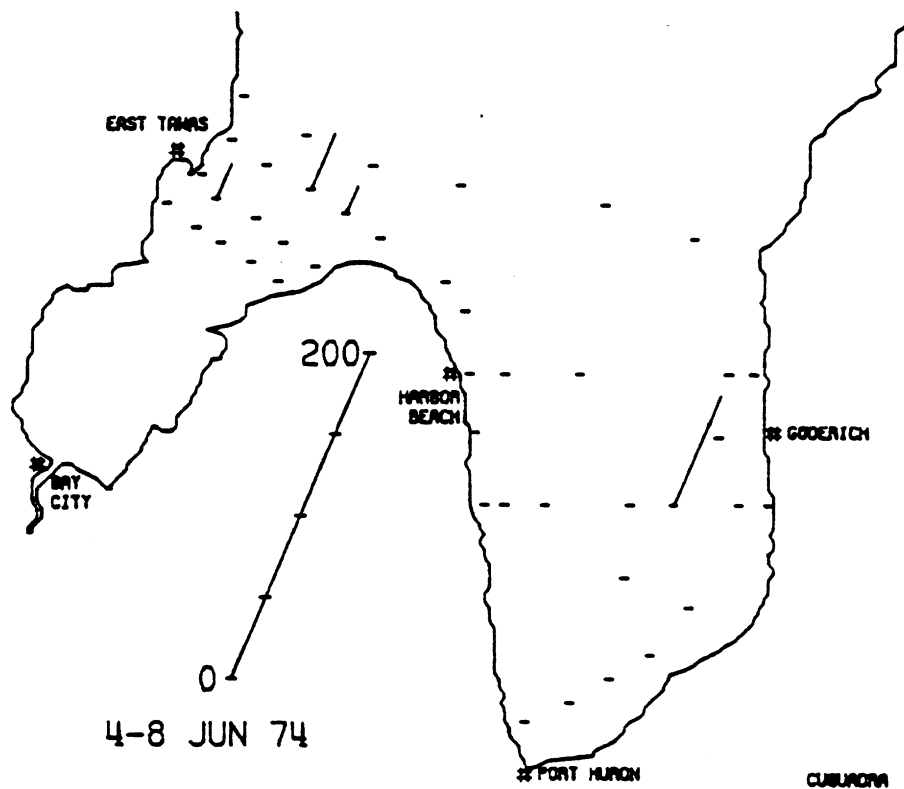 EAST TAWAS
200
HARBOR
BEACH
GODERICH
BAY
CITY
0
4-8 JUN 74
PORT HURON